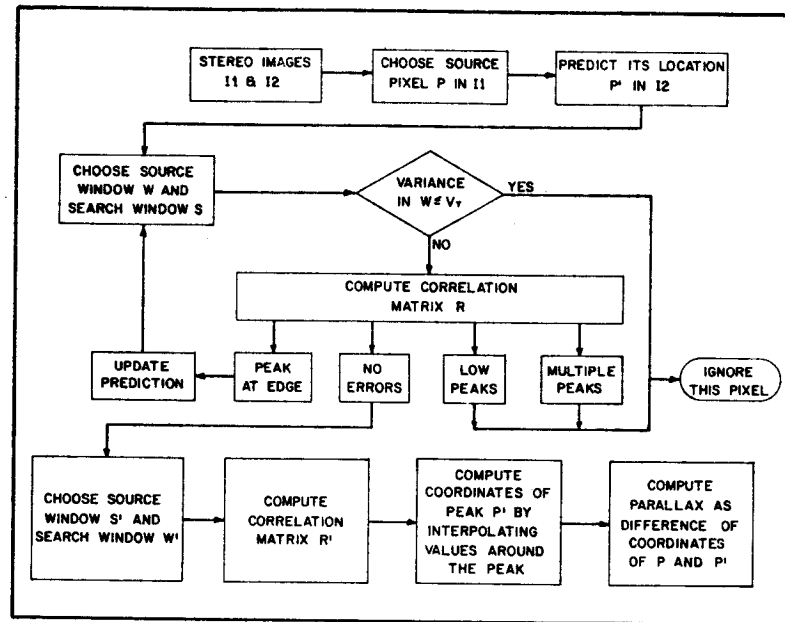 STEREO IMAGES
I1 & I2
CHOOSE SOURCE
PIXEL P IN I1
PREDICT ITS LOCATION
P' IN I2
CHOOSE SOURCE
WINDOW W AND
SEARCH WINDOW S
VARIANCE
IN W ≤ VT
YES
NO
COMPUTE CORRELATION
MATRIX R
UPDATE
PREDICTION
PEAK
AT EDGE
NO
ERRORS
LOW
PEAKS
MULTIPLE
PEAKS
IGNORE
THIS PIXEL
CHOOSE SOURCE
WINDOW S' AND
SEARCH WINDOW W'
COMPUTE
CORRELATION
MATRIX R'
COMPUTE
COORDINATES OF
PEAK P' BY
INTERPOLATING
VALUES AROUND
THE PEAK
COMPUTE
PARALLAX AS
DIFFERENCE OF
COORDINATES
OF P AND P'